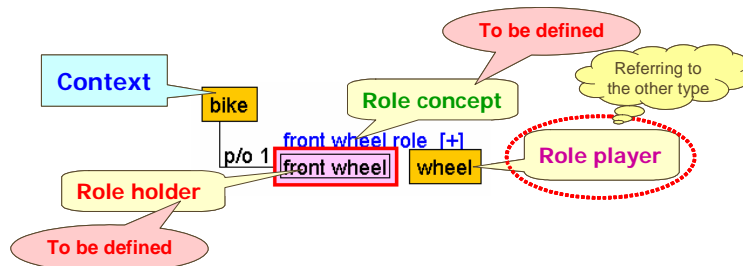 To be defined
Context
Referring to
the other type
bike
Role concept
front wheel role [+]
p/o 1
front wheel
wheel
Role player
Role holder
To be defined